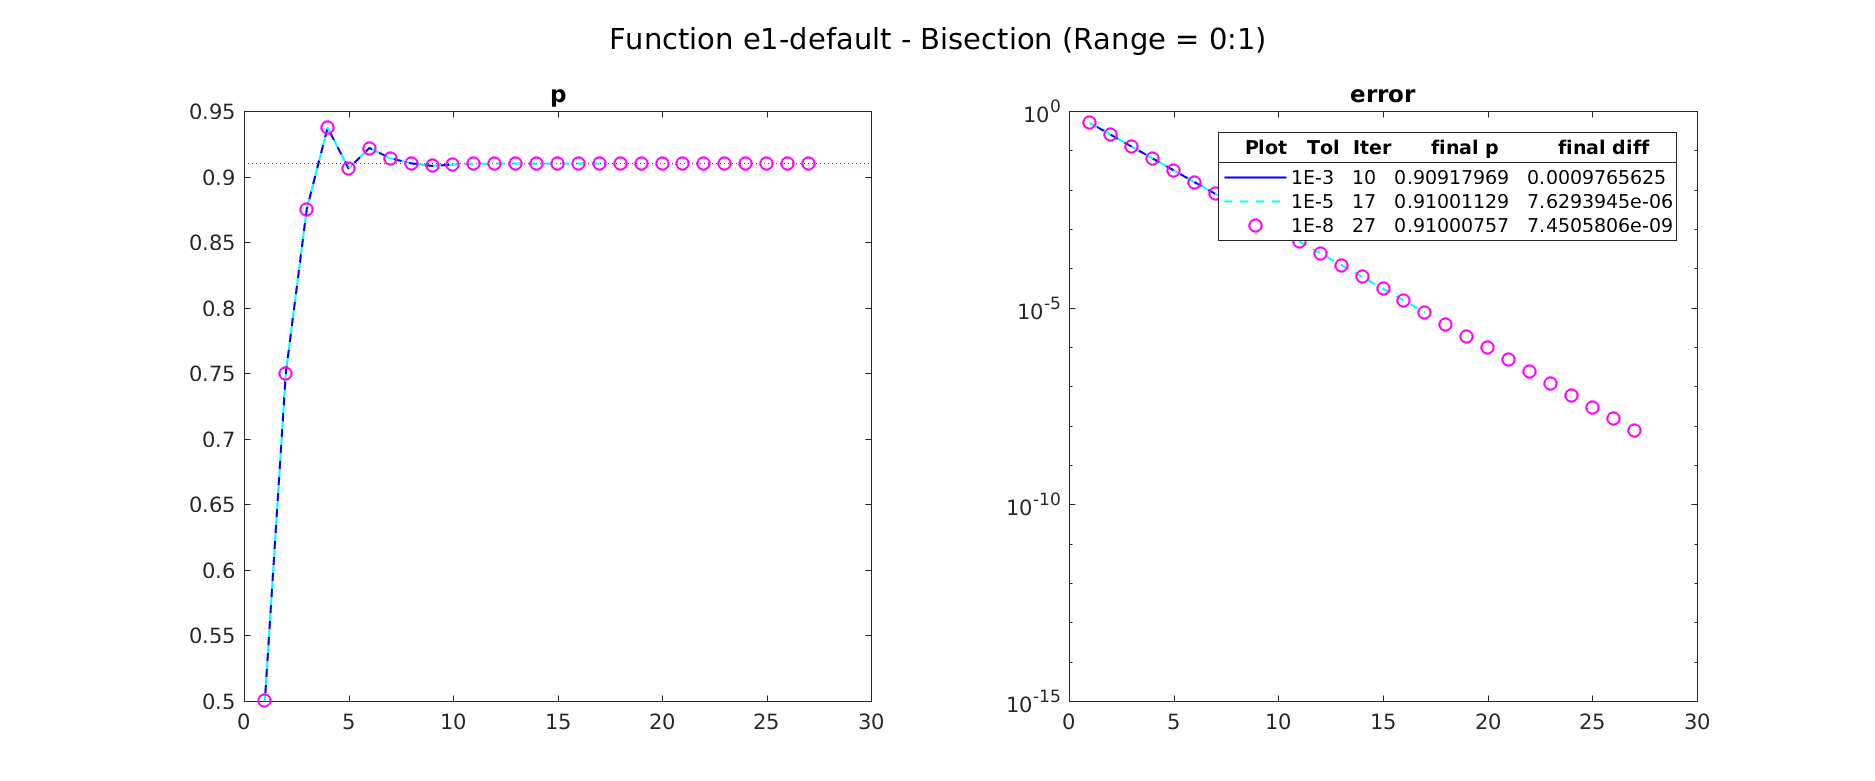 Function e1-default - Bisection (Range = 0:1)
p
0.95
0.9
0.85
0.8
0.75
0.7
0.65
0.6
0.55
0.5
0 5 10 15 20 25 30
error
10^0
10^-5
10^-10
10^-15
0 5 10 15 20 25 30
Plot Tol Iter final p final diff
1E-3 10 0.90917969 0.0009765625
1E-5 17 0.91001129 7.6293945e-06
1E-8 27 0.91000757 7.4505806e-09